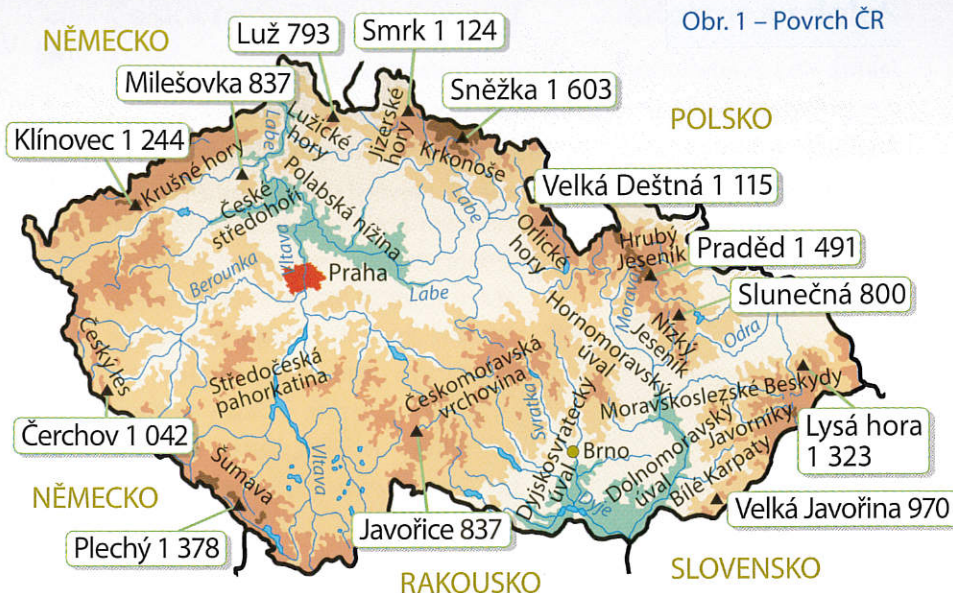 Obr. 1 – Povrch ČR
NĚMECKO
Luž 793
Smrk 1 124
Milešovka 837
Sněžka 1 603
POLSKO
Klínovec 1 244
Labe
Lužické
hory
Jizerské
hory
Krkonoše
Krušné hory
České
středohoří
Polabská nížina
Labe
Velká Deštná 1 115
Orlické
hory
Hrubý
Jeseník
Praděd 1 491
Berounka
Vltava
Praha
Labe
Morava
Slunečná 800
Nízký
Jeseník
Odra
Hornomoravský
úval
Český les
Středočeská
pahorkatina
Českomoravská
vrchovina
Svratka
Moravskoslezské Beskydy
Javorníky
Čerchov 1 042
Vltava
Dyjskosvratecký
úval
Brno
Dolnomoravský
úval
Bílé Karpaty
Lysá hora
1 323
Šumava
NĚMECKO
Dyje
Plechý 1 378
Javořice 837
Velká Javořina 970
RAKOUSKO
SLOVENSKO